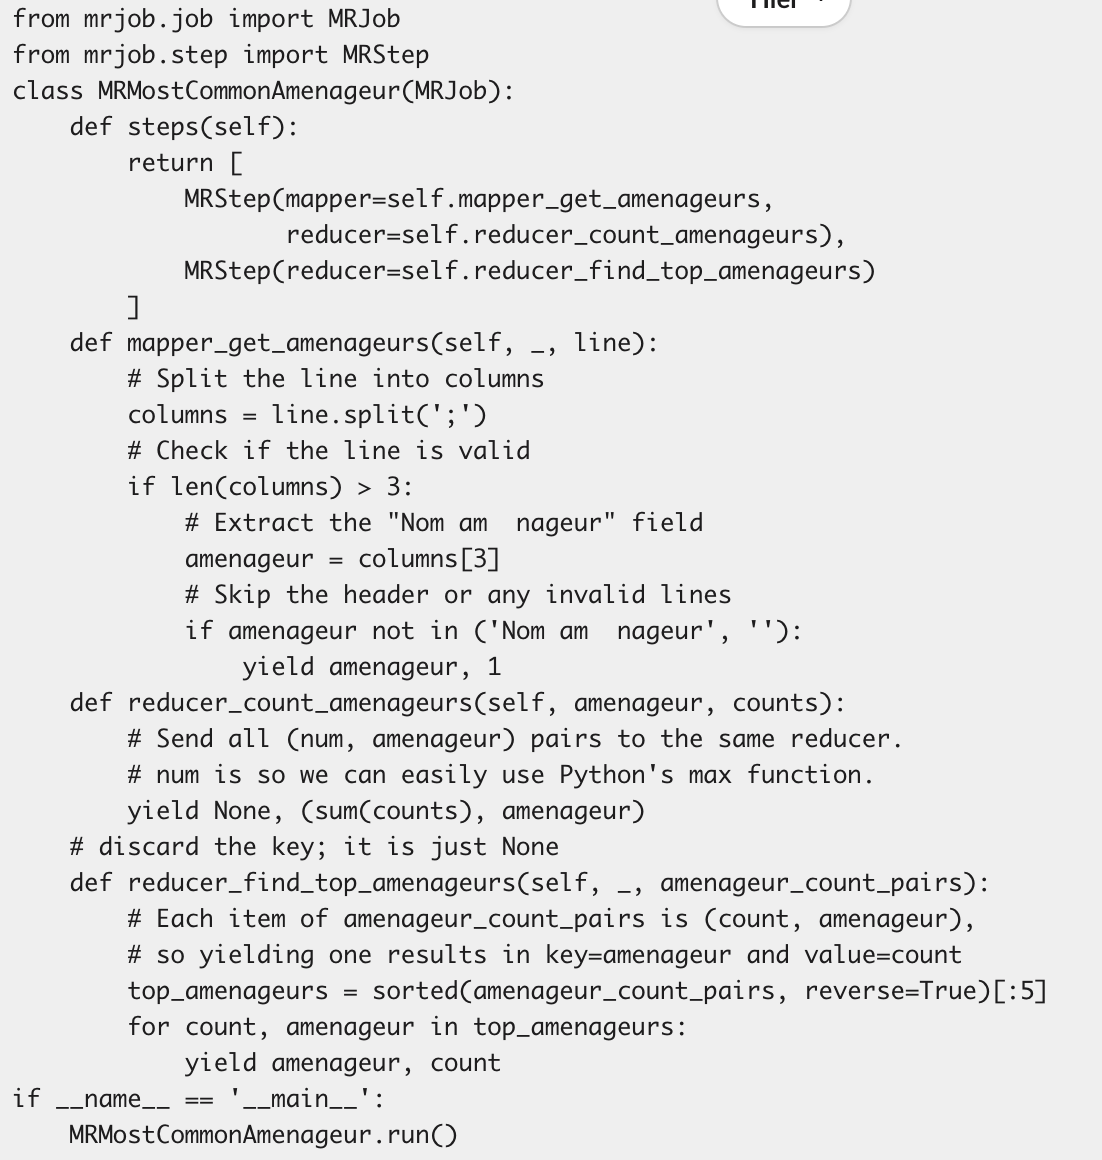 from mrjob.job import MRJob
from mrjob.step import MRStep
class MRMostCommonAmenageur(MRJob):
    def steps(self):
        return [
            MRStep(mapper=self.mapper_get_amenageurs,
                   reducer=self.reducer_count_amenageurs),
            MRStep(reducer=self.reducer_find_top_amenageurs)
        ]
    def mapper_get_amenageurs(self, _, line):
        # Split the line into columns
        columns = line.split(';')
        # Check if the line is valid
        if len(columns) > 3:
            # Extract the "Nom am  nageur" field
            amenageur = columns[3]
            # Skip the header or any invalid lines
            if amenageur not in ('Nom am  nageur', ''):
                yield amenageur, 1
    def reducer_count_amenageurs(self, amenageur, counts):
        # Send all (num, amenageur) pairs to the same reducer.
        # num is so we can easily use Python's max function.
        yield None, (sum(counts), amenageur)
    # discard the key; it is just None
    def reducer_find_top_amenageurs(self, _, amenageur_count_pairs):
        # Each item of amenageur_count_pairs is (count, amenageur),
        # so yielding one results in key=amenageur and value=count
        top_amenageurs = sorted(amenageur_count_pairs, reverse=True)[:5]
        for count, amenageur in top_amenageurs:
            yield amenageur, count
if __name__ == '__main__':
    MRMostCommonAmenageur.run()